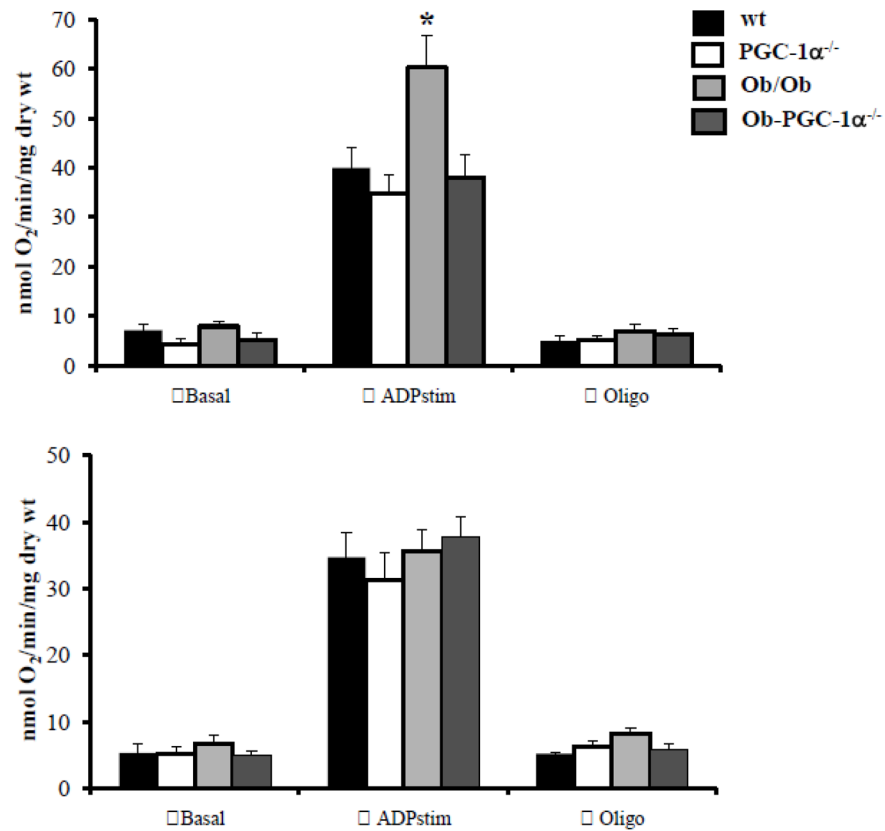 70
60
50
40
30
20
10
0
nmol O₂/min/mg dry wt
*
wt
PGC-1α⁻/⁻
Ob/Ob
Ob-PGC-1α⁻/⁻
□Basal
□ ADPstim
□ Oligo
50
40
30
20
10
0
nmol O₂/min/mg dry wt
□Basal
□ ADPstim
□ Oligo